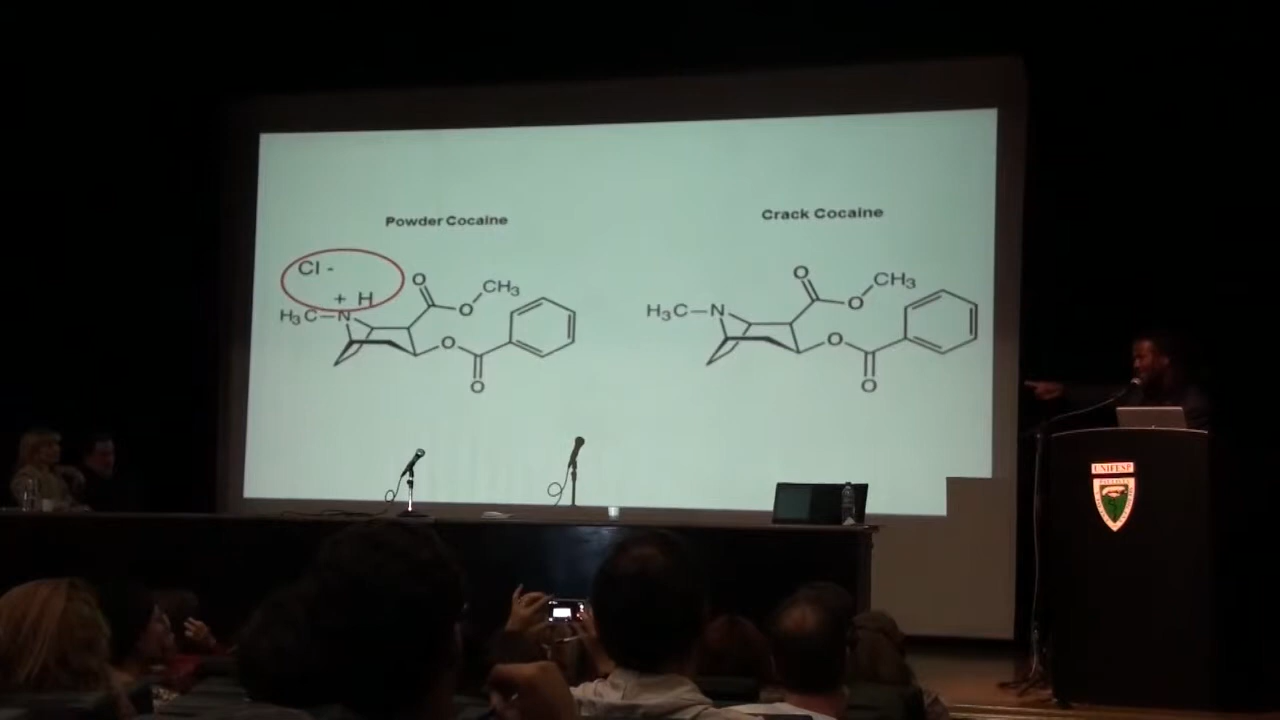 Powder Cocaine
Crack Cocaine
Cl -
+ H
H₃C
N
O
O
CH₃
O
O
H₃C
N
O
O
CH₃
O
O
UNIFESP